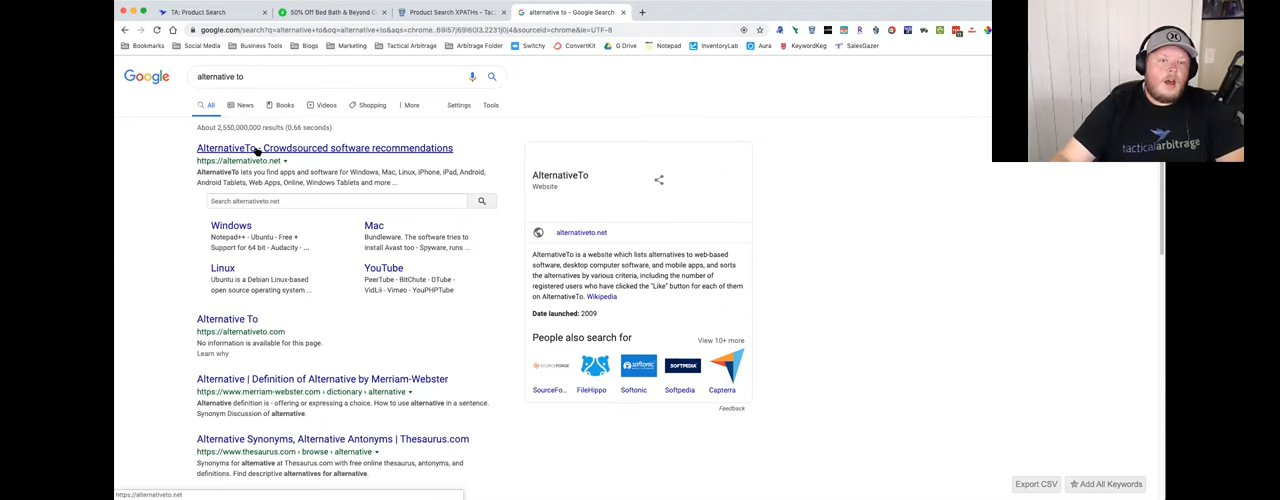 TA: Product Search
50% Off Bed Bath & Beyond C
Product Search XPATHs - Tac
alternative to - Google Search
google.com/search?q=alternative+to&oq=alternative+to&aqs=chrome..69i57j69i60l3.2231j0j4&sourceid=chrome&ie=UTF-8
Bookmarks
Social Media
Business Tools
Blogs
Marketing
Tactical Arbitrage
Arbitrage Folder
Switchy
ConvertKit
G Drive
Notepad
InventoryLab
Aura
KeywordKeg
SalesGazer
Google
alternative to
All
News
Books
Videos
Shopping
More
Settings
Tools
About 2,550,000,000 results (0.66 seconds)
AlternativeTo - Crowdsourced software recommendations
https://alternativeto.net
AlternativeTo lets you find apps and software for Windows, Mac, Linux, iPhone, iPad, Android,
Android Tablets, Web Apps, Online, Windows Tablets and more ...
Search alternativeto.net
Windows
Notepad++ - Ubuntu - Free +
Support for 64 bit - Audacity - ...
Mac
Bundleware. The software tries to
install Avast too - Spyware, runs ...
Linux
Ubuntu is a Debian Linux-based
open source operating system ...
YouTube
PeerTube - BitChute - DTube -
VidLii - Vimeo - YouPHPTube
Alternative To
https://alternativeto.com
No information is available for this page.
Learn why
Alternative | Definition of Alternative by Merriam-Webster
https://www.merriam-webster.com › dictionary › alternative
Alternative definition is - offering or expressing a choice. How to use alternative in a sentence.
Synonym Discussion of alternative.
Alternative Synonyms, Alternative Antonyms | Thesaurus.com
https://www.thesaurus.com › browse › alternative
Synonyms for alternative at Thesaurus.com with free online thesaurus, antonyms, and
definitions. Find descriptive alternatives for alternative.
AlternativeTo
Website
alternativeto.net
AlternativeTo is a website which lists alternatives to web-based
software, desktop computer software, and mobile apps, and sorts
the alternatives by various criteria, including the number of
registered users who have clicked the "Like" button for each of them
on AlternativeTo. Wikipedia
Date launched: 2009
People also search for
View 10+ more
SOURCEFORGE
softonic
SOFTPEDIA
SourceFo...
FileHippo
Softonic
Softpedia
Capterra
Feedback
Export CSV
Add All Keywords
https://alternativeto.net
tacticalarbitrage